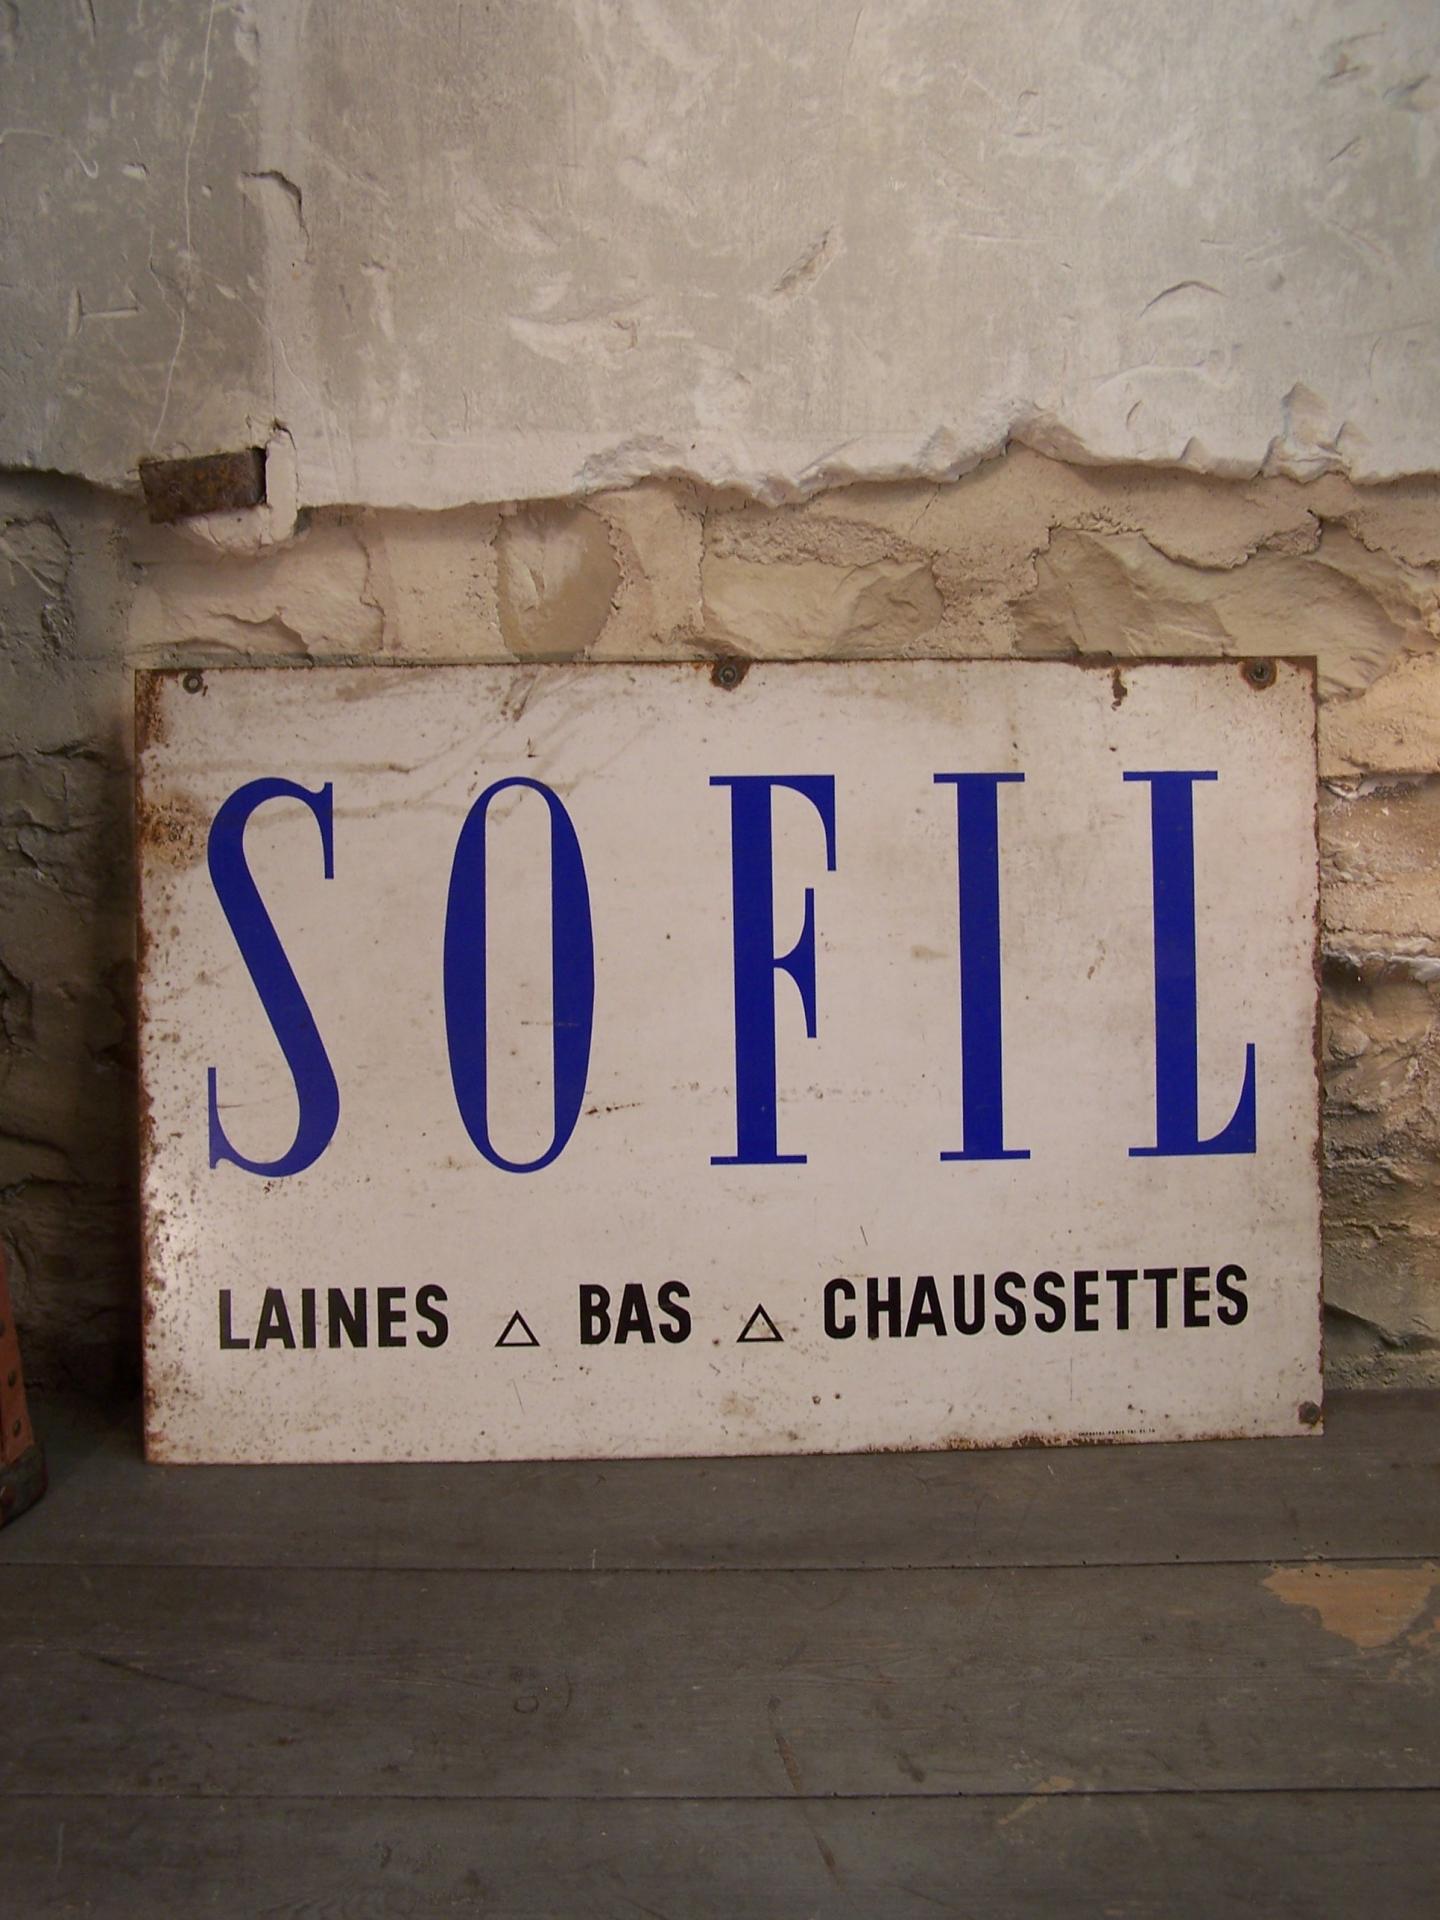 SOFIL
LAINES △ BAS △ CHAUSSETTES